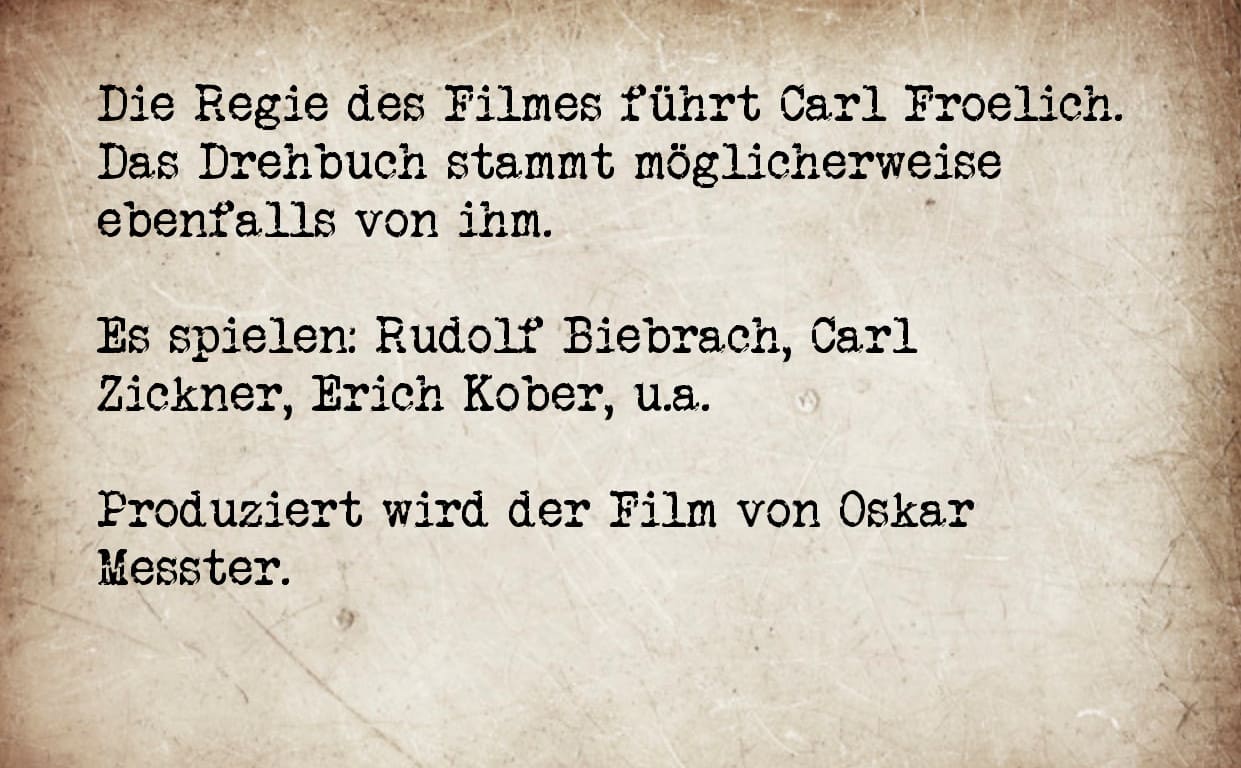 Die Regie des Filmes führt Carl Froelich.
Das Drehbuch stammt möglicherweise
ebenfalls von ihm.
Es spielen: Rudolf Biebrach, Carl
Zickner, Erich Kober, u.a.
Produziert wird der Film von Oskar
Messter.